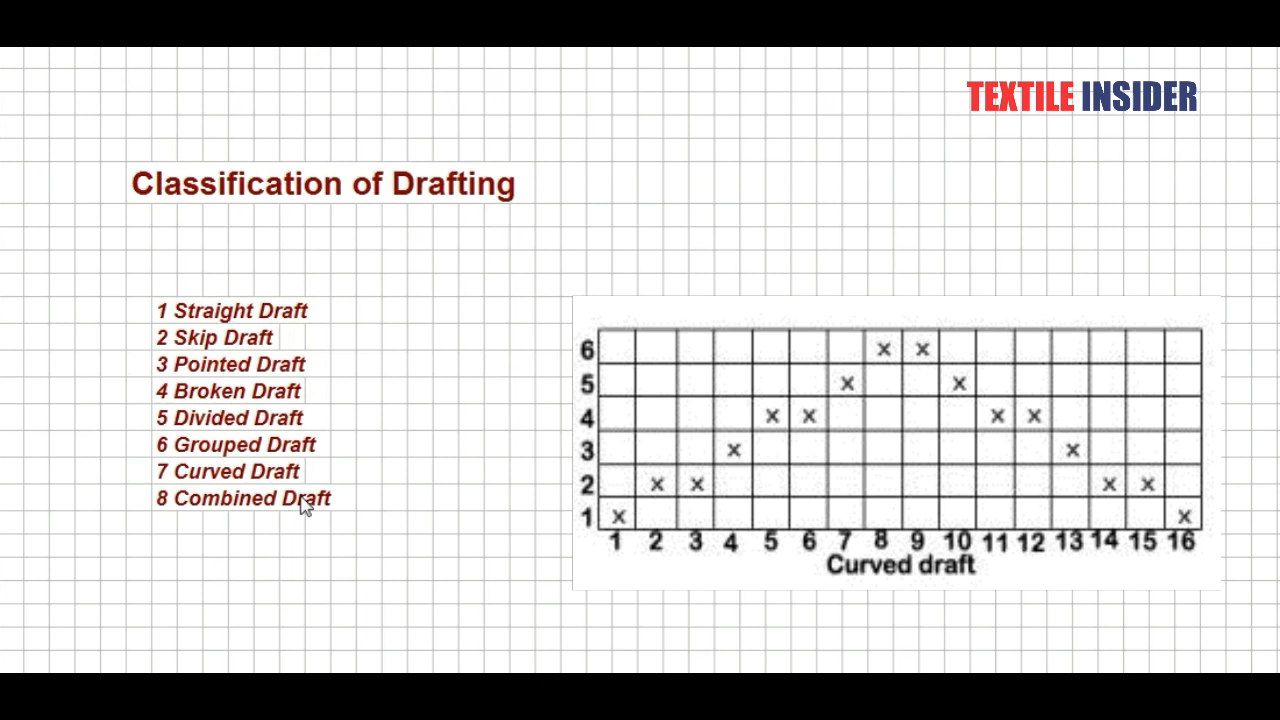 TEXTILE INSIDER
Classification of Drafting
1 Straight Draft
2 Skip Draft
3 Pointed Draft
4 Broken Draft
5 Divided Draft
6 Grouped Draft
7 Curved Draft
8 Combined Draft
6 x x
5 x x
4 x x x x
3 x x
2 x x x x
1 x x
1 2 3 4 5 6 7 8 9 10 11 12 13 14 15 16
Curved draft